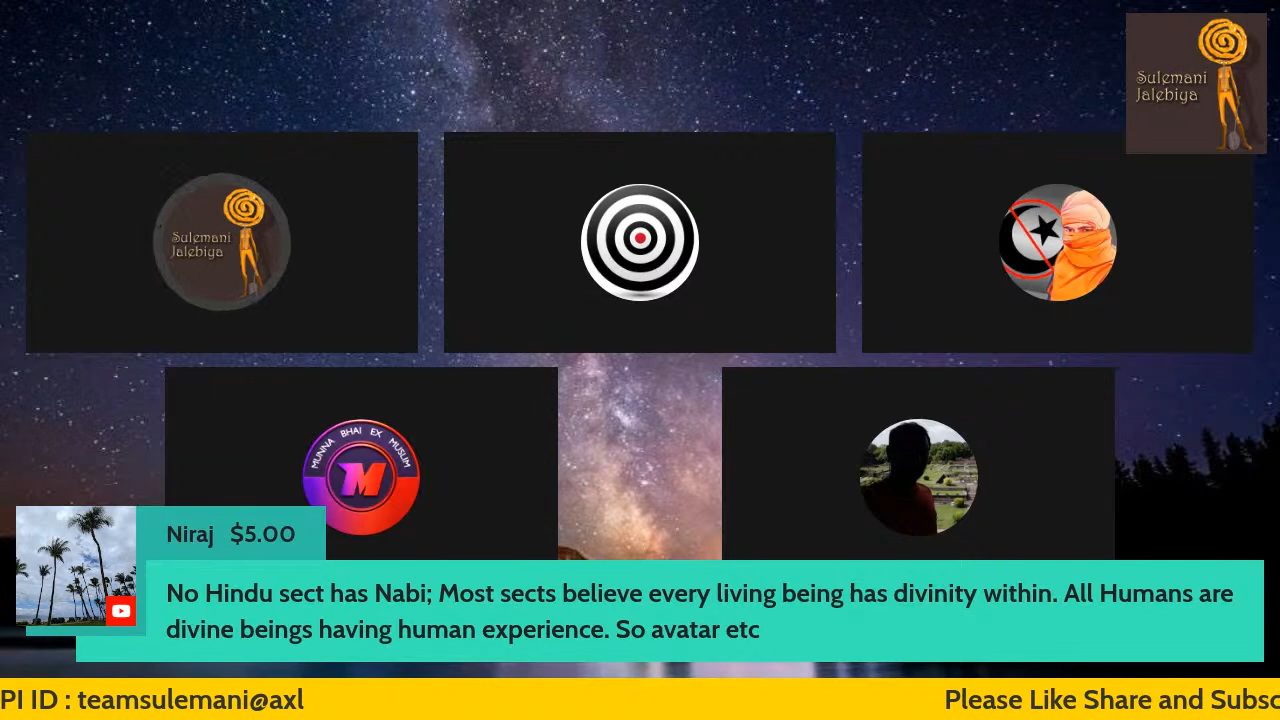 Sulemani
Jalebiya
Sulemani
Jalebiya
MUNNA BHAI EX MUSLIM
M
Niraj $5.00
No Hindu sect has Nabi; Most sects believe every living being has divinity within. All Humans are
divine beings having human experience. So avatar etc
PI ID : teamsulemani@axl Please Like Share and Subsc